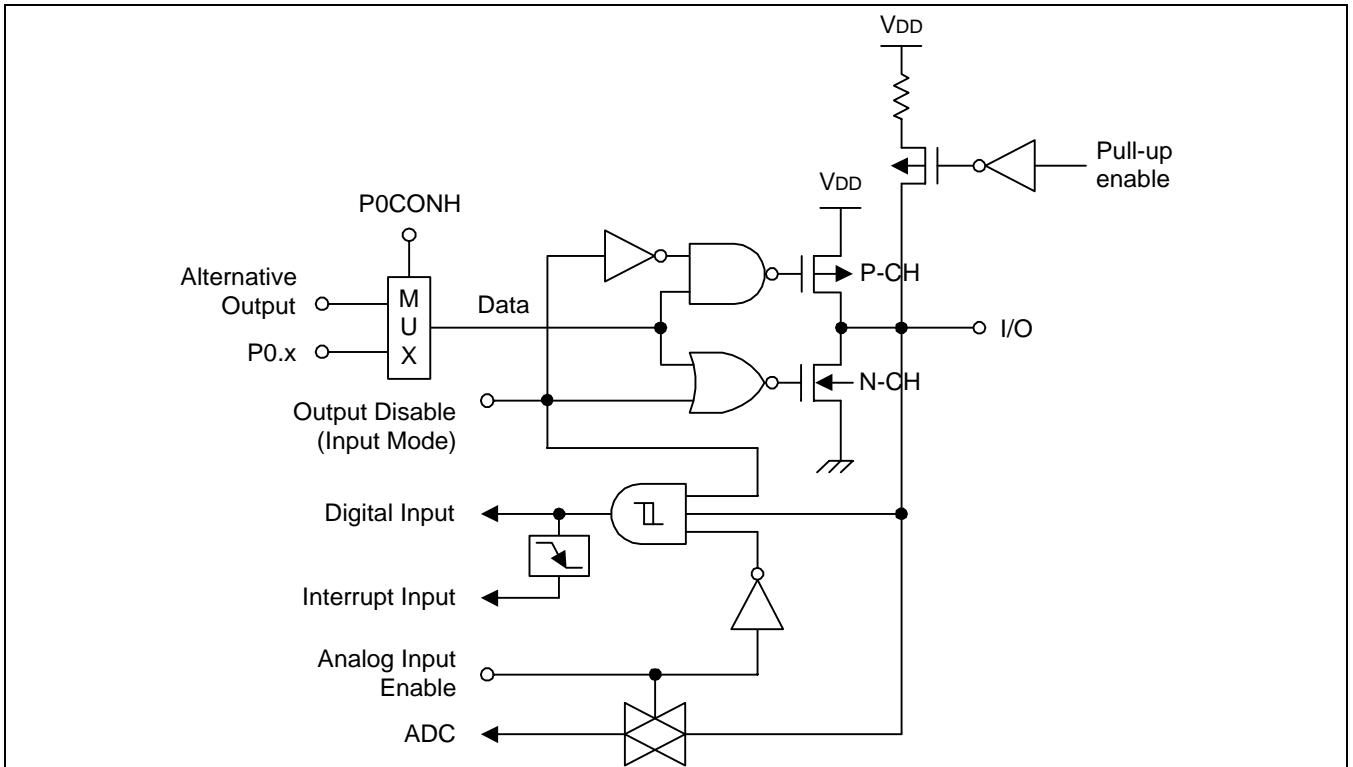 VDD
Pull-up
enable
VDD
P0CONH
Alternative
Output
M
U
X
Data
P-CH
I/O
P0.x
N-CH
Output Disable
(Input Mode)
Digital Input
Interrupt Input
Analog Input
Enable
ADC